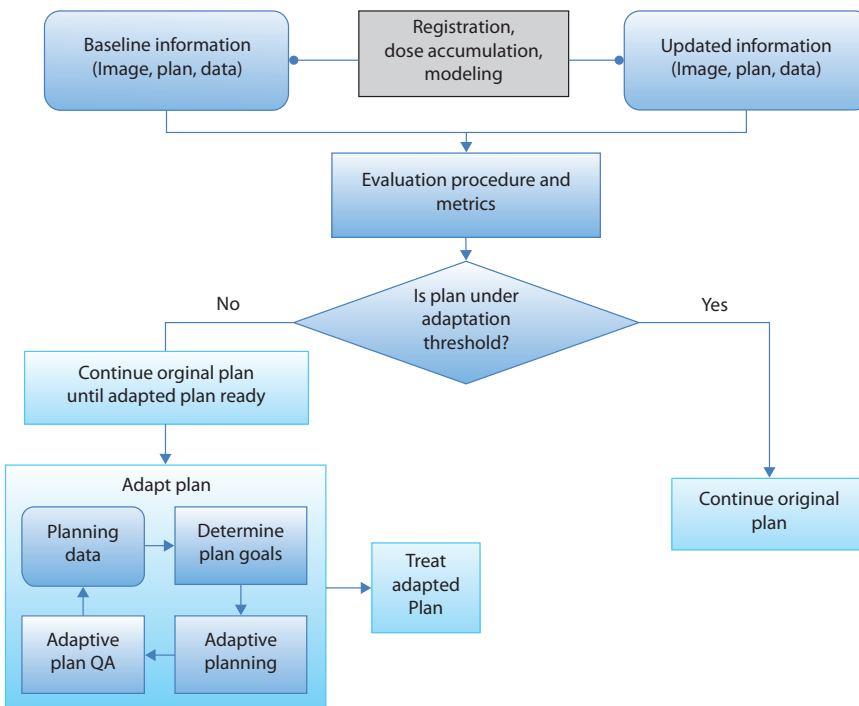 Baseline information
(Image, plan, data)
Registration,
dose accumulation,
modeling
Updated information
(Image, plan, data)
Evaluation procedure and
metrics
Is plan under
adaptation
threshold?
No
Yes
Continue orginal plan
until adapted plan ready
Adapt plan
Planning
data
Determine
plan goals
Adaptive
plan QA
Adaptive
planning
Treat
adapted
Plan
Continue original
plan